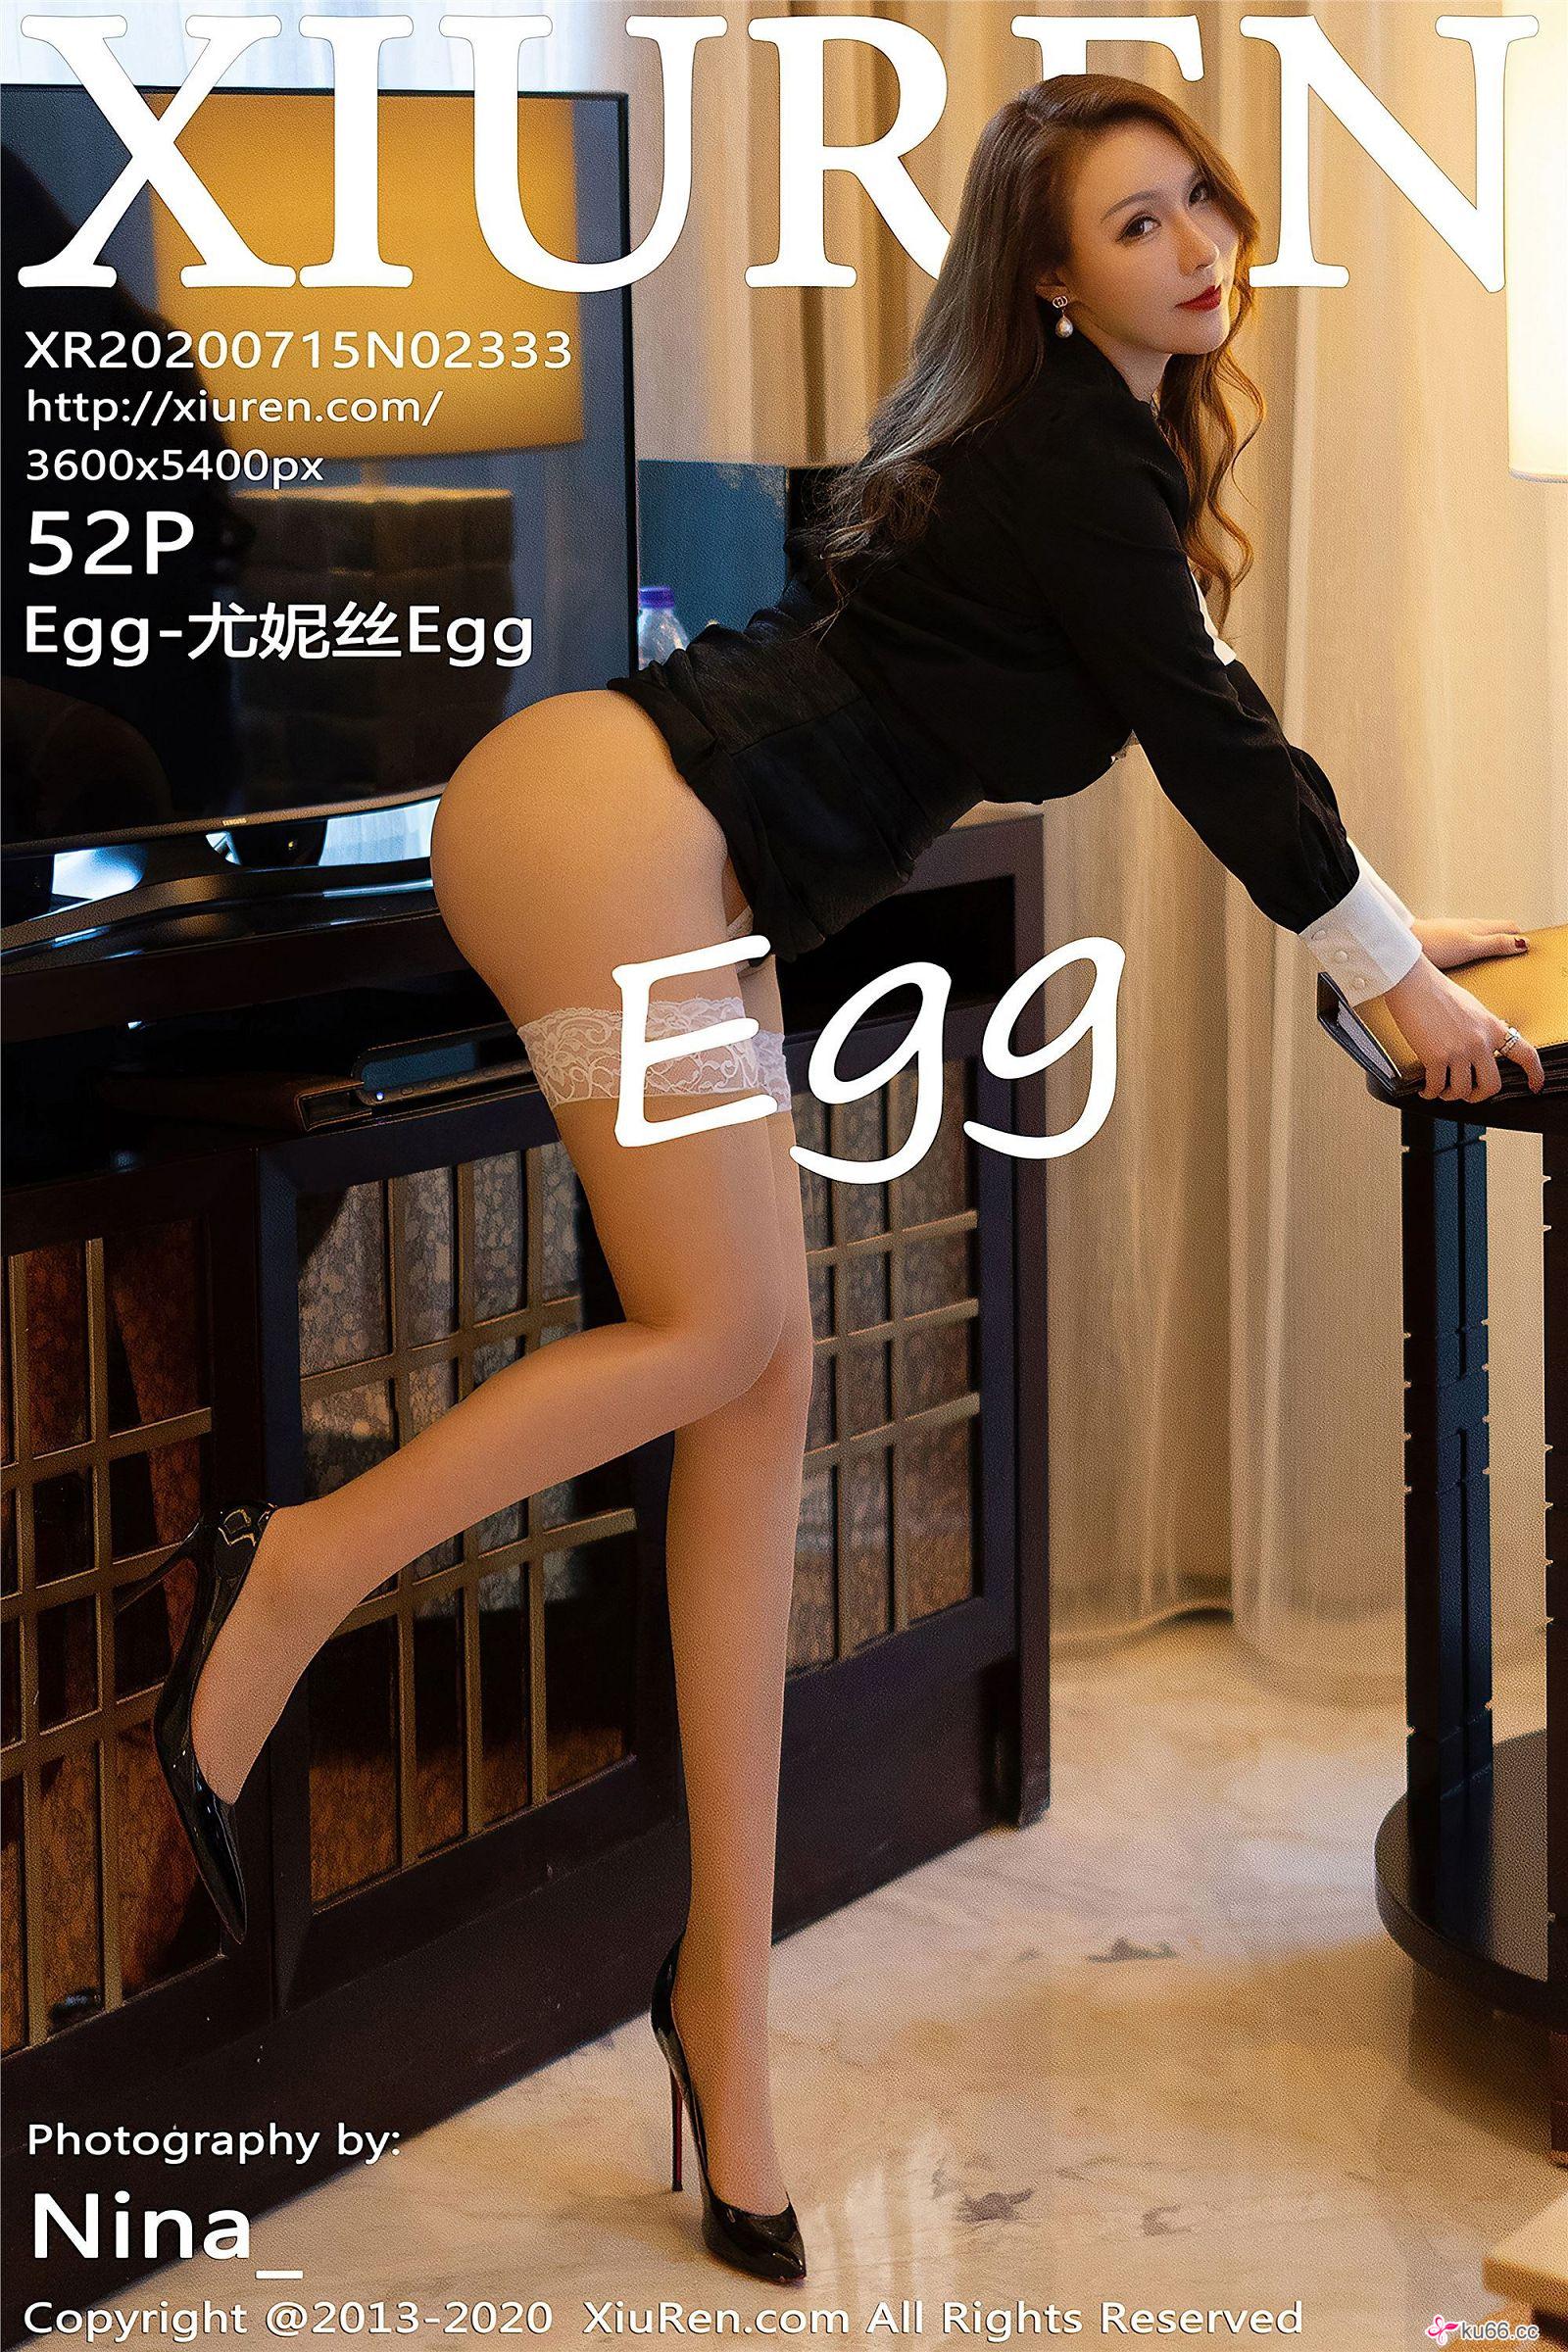 XIUREN
XR20200715N02333
http://xiuren.com/
3600x5400px
52P
Egg-尤妮丝Egg
Egg
Photography by:
Nina_
Copyright @2013-2020 XiuRen.com All Rights Reserved
ku66.cc